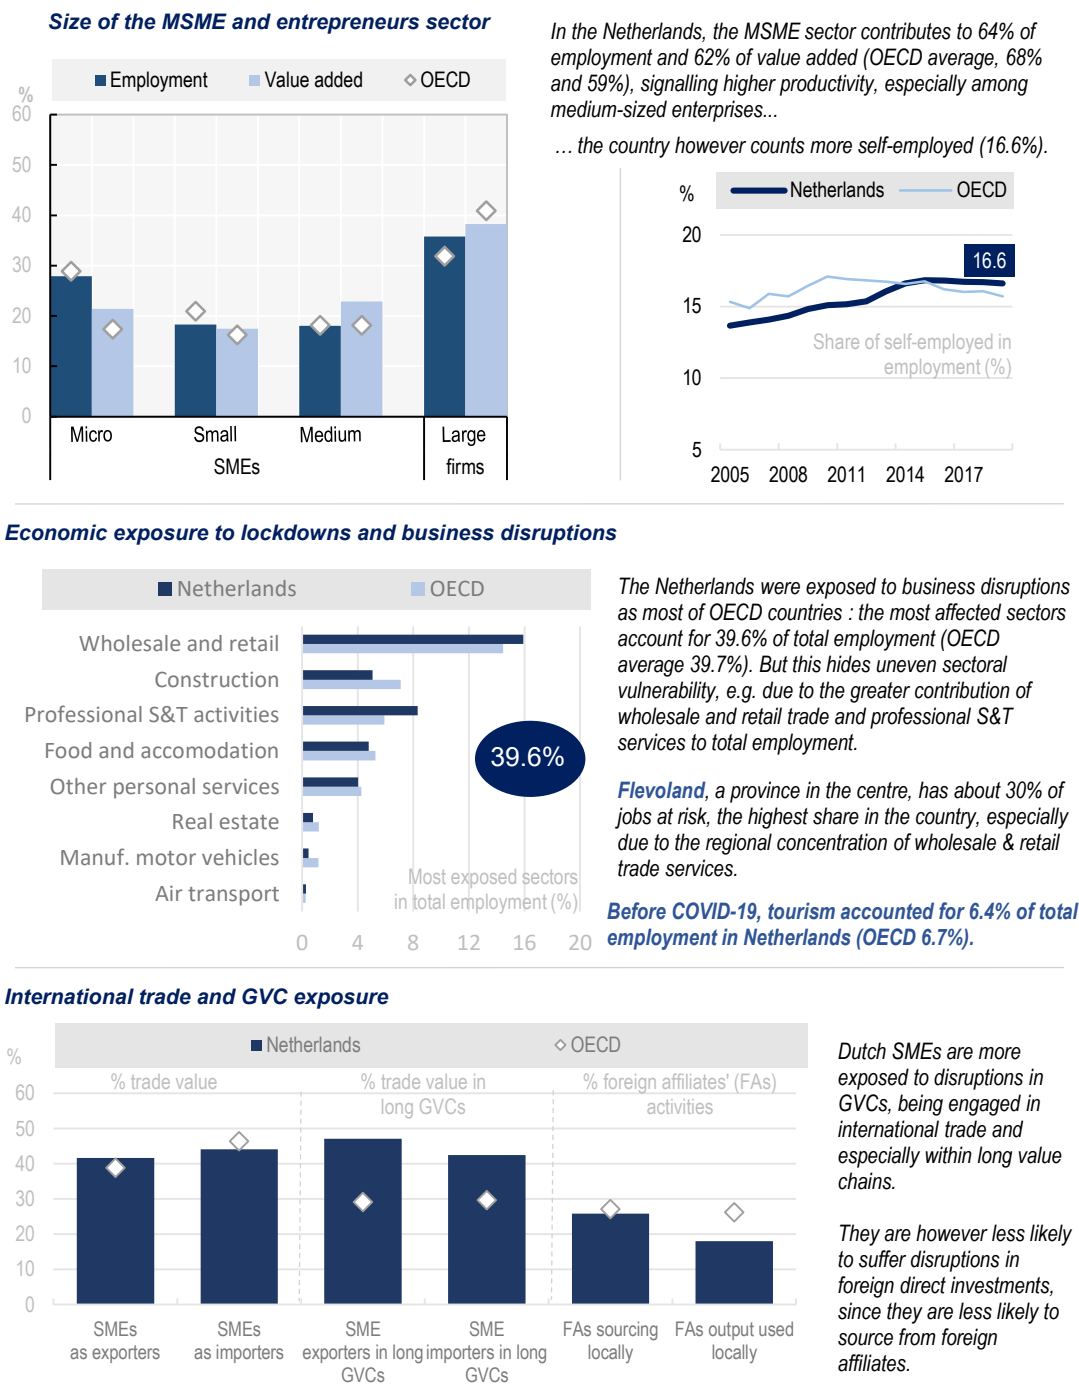 Size of the MSME and entrepreneurs sector
Employment Value added OECD
%
60
50
40
30
20
10
0
Micro Small Medium Large
SMEs firms
In the Netherlands, the MSME sector contributes to 64% of
employment and 62% of value added (OECD average, 68%
and 59%), signalling higher productivity, especially among
medium-sized enterprises...
… the country however counts more self-employed (16.6%).
% Netherlands OECD
20
15
10
5
16.6
Share of self-employed in
employment (%)
2005 2008 2011 2014 2017
Economic exposure to lockdowns and business disruptions
Netherlands OECD
Wholesale and retail
Construction
Professional S&T activities
Food and accomodation
Other personal services
Real estate
Manuf. motor vehicles
Air transport
39.6%
Most exposed sectors
in total employment (%)
0 4 8 12 16 20
The Netherlands were exposed to business disruptions
as most of OECD countries : the most affected sectors
account for 39.6% of total employment (OECD
average 39.7%). But this hides uneven sectoral
vulnerability, e.g. due to the greater contribution of
wholesale and retail trade and professional S&T
services to total employment.
Flevoland, a province in the centre, has about 30% of
jobs at risk, the highest share in the country, especially
due to the regional concentration of wholesale & retail
trade services.
Before COVID-19, tourism accounted for 6.4% of total
employment in Netherlands (OECD 6.7%).
International trade and GVC exposure
Netherlands OECD
%
% trade value
% trade value in
long GVCs
% foreign affiliates' (FAs)
activities
60
50
40
30
20
10
0
SMEs
as exporters
SMEs
as importers
SME
exporters in long
GVCs
SME
importers in long
GVCs
FAs sourcing
locally
FAs output used
locally
Dutch SMEs are more
exposed to disruptions in
GVCs, being engaged in
international trade and
especially within long value
chains.
They are however less likely
to suffer disruptions in
foreign direct investments,
since they are less likely to
source from foreign
affiliates.